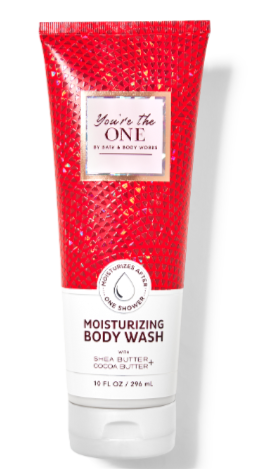 You're the
ONE
BY BATH & BODY WORKS
MOISTURIZES AFTER
ONE SHOWER
MOISTURIZING
BODY WASH
with
SHEA BUTTER +
COCOA BUTTER
10 FL OZ / 296 mL